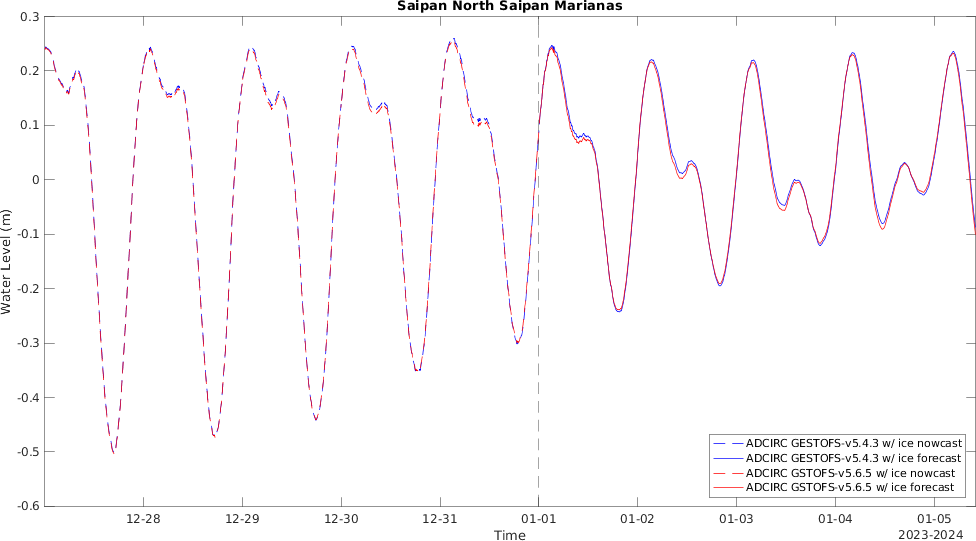 Saipan North Saipan Marianas
0.3
0.2
0.1
0
-0.1
-0.2
-0.3
-0.4
-0.5
-0.6
Water Level (m)
12-28
12-29
12-30
12-31
01-01
01-02
01-03
01-04
01-05
Time
2023-2024
ADCIRC GESTOFS-v5.4.3 w/ ice nowcast
ADCIRC GESTOFS-v5.4.3 w/ ice forecast
ADCIRC GSTOFS-v5.6.5 w/ ice nowcast
ADCIRC GSTOFS-v5.6.5 w/ ice forecast